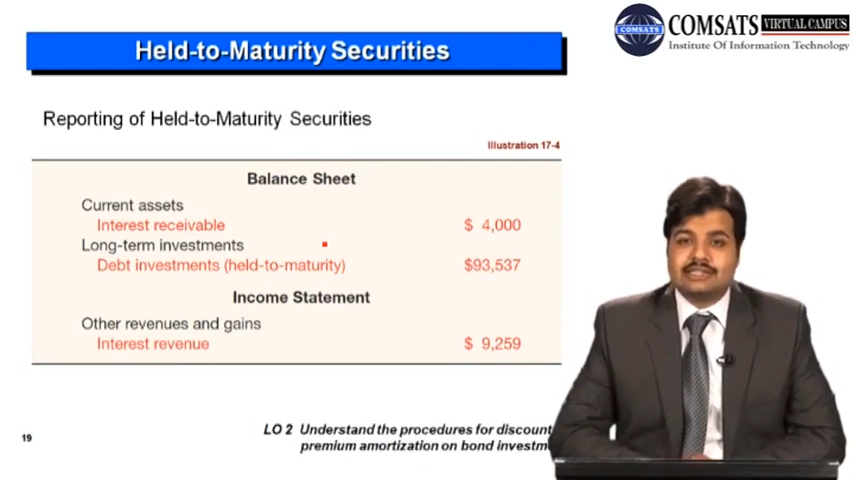 Held-to-Maturity Securities
COMSATS VIRTUAL CAMPUS
Institute Of Information Technology
COMSATS
Reporting of Held-to-Maturity Securities
Illustration 17-4
Balance Sheet
Current assets
Interest receivable $ 4,000
Long-term investments
Debt investments (held-to-maturity) $93,537
Income Statement
Other revenues and gains
Interest revenue $ 9,259
19
LO 2 Understand the procedures for discount
premium amortization on bond